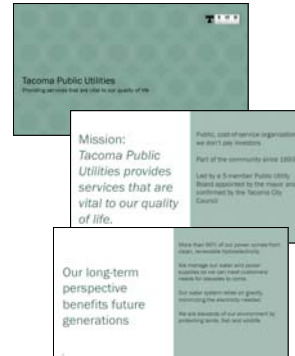 Tacoma Public Utilities
Providing services that are vital to our quality of life
Mission:
Tacoma Public
Utilities provides
services that are
vital to our quality
of life.
Public, cost-of-service organization
we don't pay investors
Part of the community since 1893
Led by a 5-member Public Utility
Board appointed by the mayor and
confirmed by the Tacoma City
Council
Our long-term
perspective
benefits future
generations
More than 90% of our power comes from
clean, renewable hydroelectricity
We manage our water and power
supplies so we can meet customers'
needs for decades to come.
Our water system relies on gravity,
minimizing the electricity needed.
We are stewards of our environment by
protecting lands, fish and wildlife